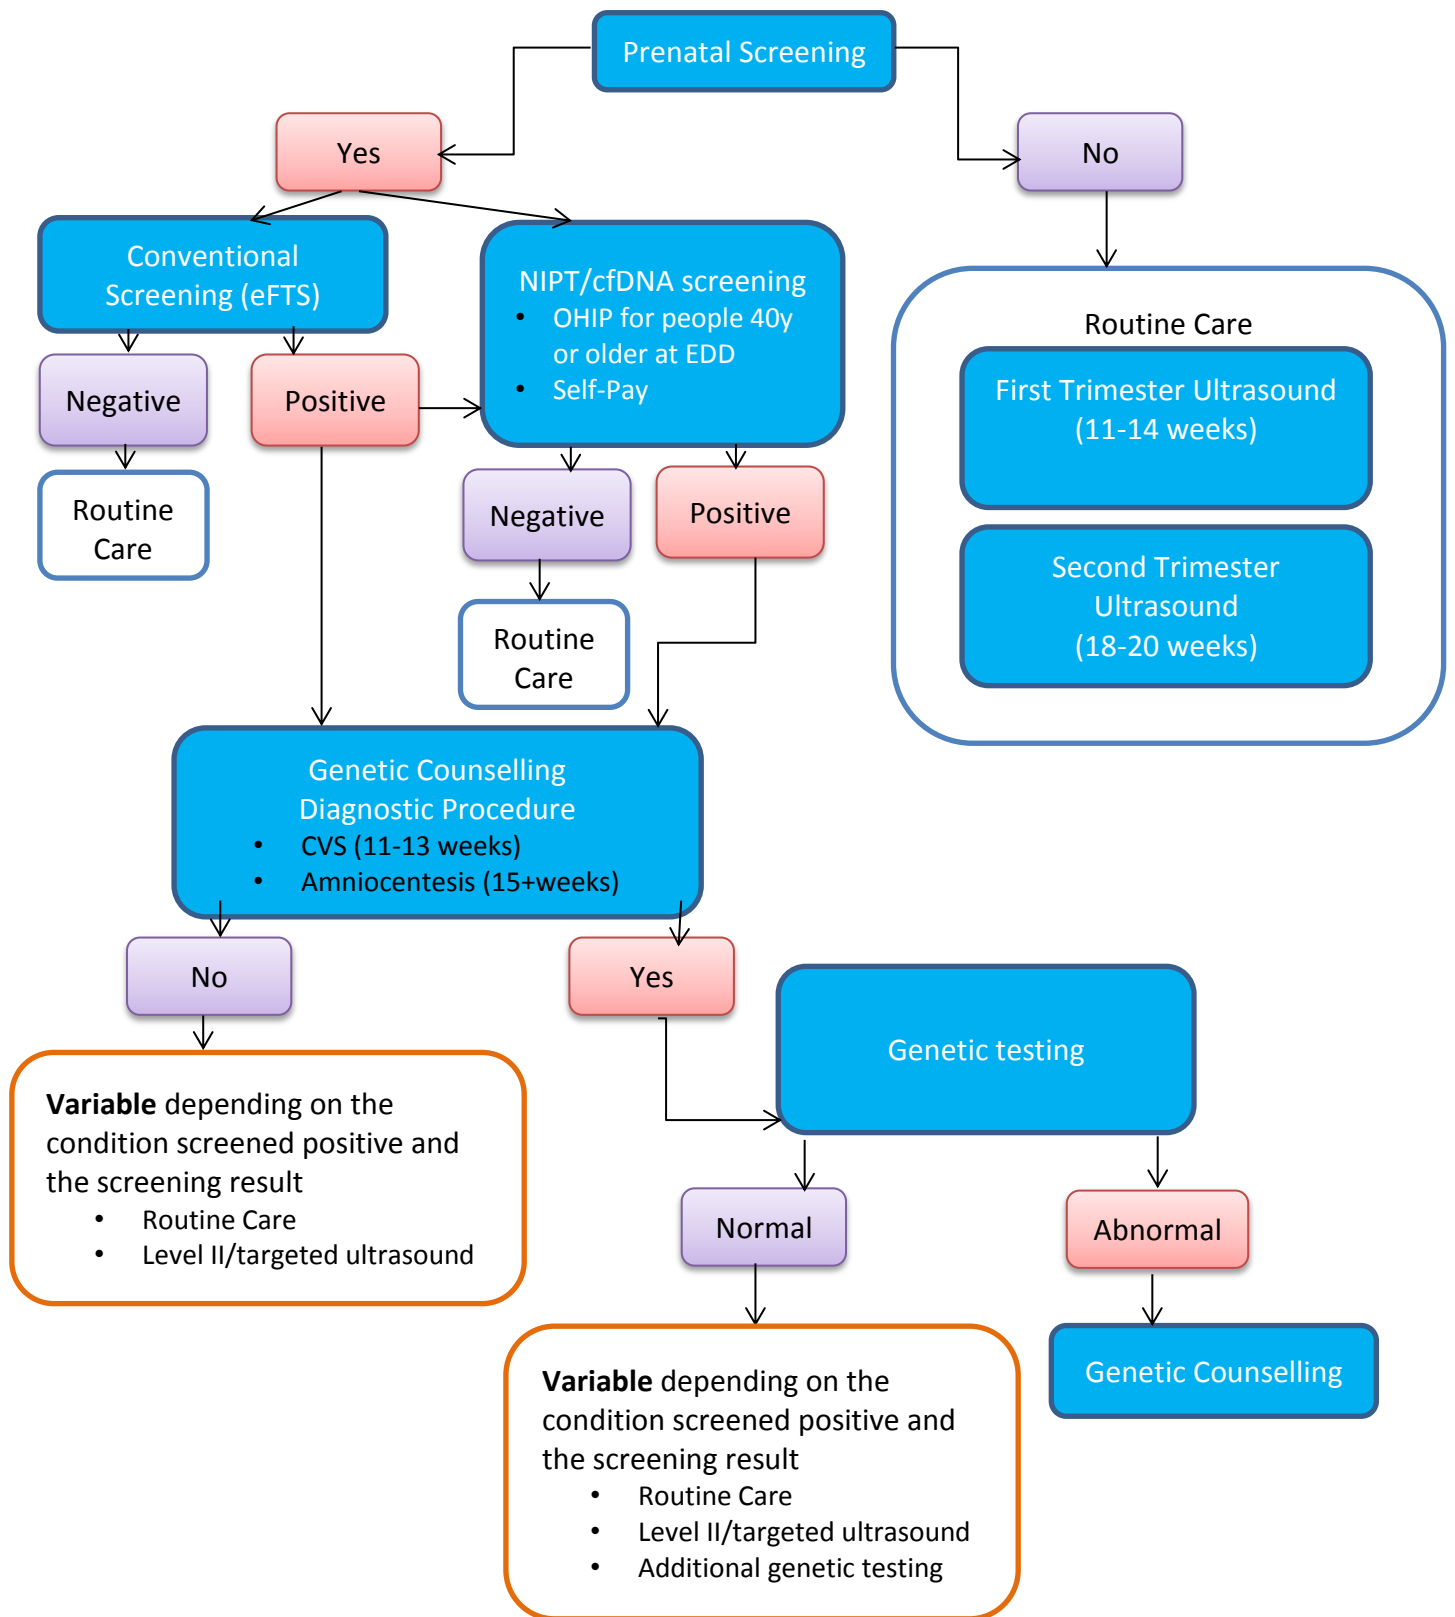 Prenatal Screening
Yes
No
Conventional
Screening (eFTS)
NIPT/cfDNA screening
• OHIP for people 40y
or older at EDD
• Self-Pay
Routine Care
First Trimester Ultrasound
(11-14 weeks)
Second Trimester
Ultrasound
(18-20 weeks)
Negative
Positive
Routine
Care
Negative
Positive
Routine
Care
Genetic Counselling
Diagnostic Procedure
• CVS (11-13 weeks)
• Amniocentesis (15+weeks)
No
Yes
Genetic testing
Variable depending on the
condition screened positive and
the screening result
• Routine Care
• Level II/targeted ultrasound
Normal
Abnormal
Variable depending on the
condition screened positive and
the screening result
• Routine Care
• Level II/targeted ultrasound
• Additional genetic testing
Genetic Counselling